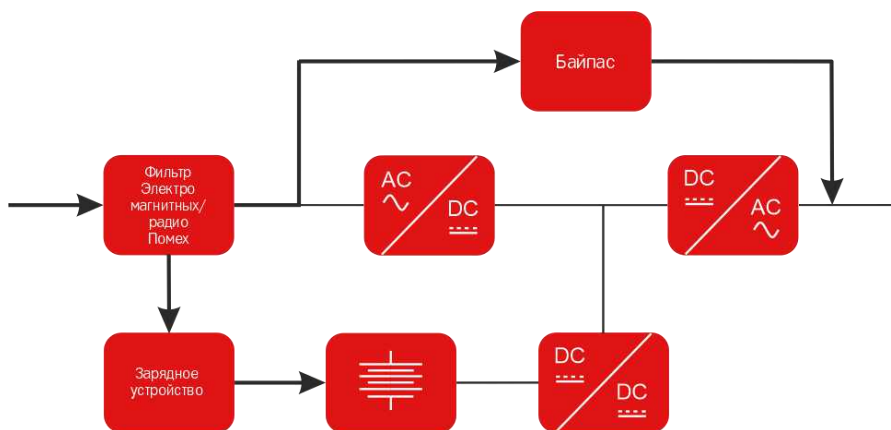 Байпас
Фильтр
Электро
магнитных/
радио
Помех
AC
DC
DC
AC
Зарядное
устройство
DC
DC